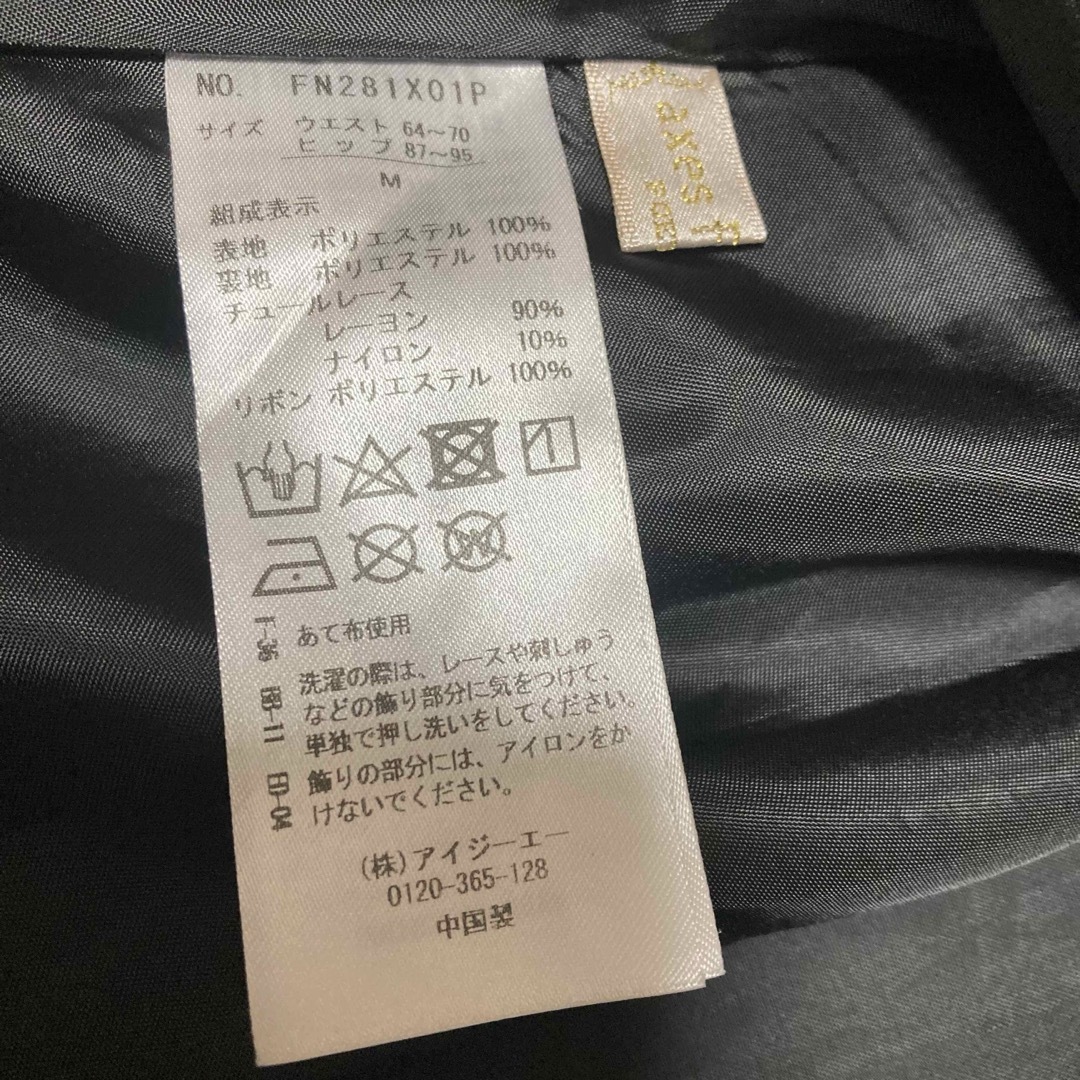 NO. FN281X01P
サイズ ウエスト 64～70
ヒップ 87～95
M
組成表示
表地 ポリエステル 100%
裏地 ポリエステル 100%
チュールレース
レーヨン 90%
ナイロン 10%
リボン ポリエステル 100%
W
あて布使用
洗濯の際は、レースや刺しゅう
などの飾り部分に気をつけて、
単独で押し洗いをしてください。
飾りの部分には、アイロンをか
けないでください。
(株)アイジーエー
0120-365-128
中国製
BB-11
ED-04
axes